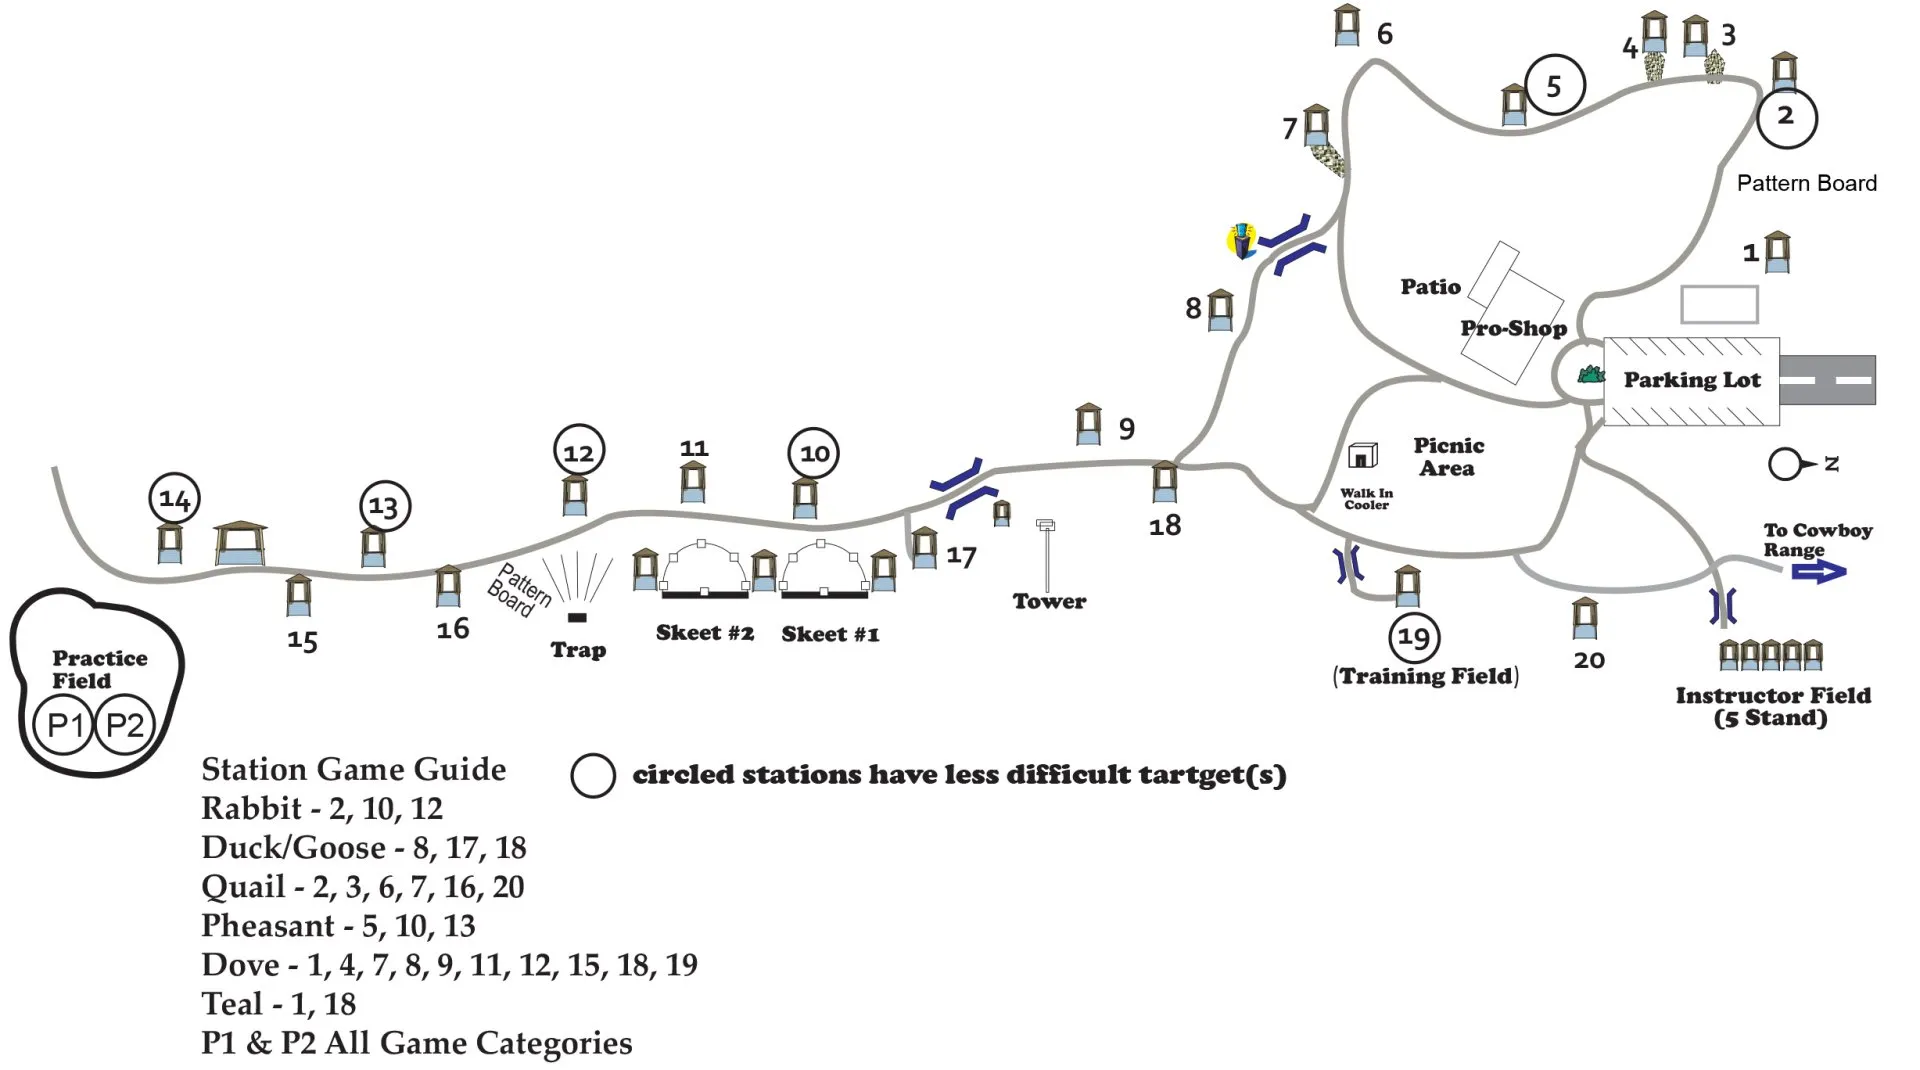 6
5
4
3
2
7
Pattern Board
1
8
Patio
Pro-Shop
Parking Lot
9
Picnic
Area
Walk In
Cooler
N
To Cowboy
Range
14
13
12
11
10
18
17
15
16
Pattern
Board
Trap
Skeet #2
Skeet #1
Tower
19
(Training Field)
20
Instructor Field
(5 Stand)
Practice
Field
P1
P2
Station Game Guide
circled stations have less difficult tartget(s)
Rabbit - 2, 10, 12
Duck/Goose - 8, 17, 18
Quail - 2, 3, 6, 7, 16, 20
Pheasant - 5, 10, 13
Dove - 1, 4, 7, 8, 9, 11, 12, 15, 18, 19
Teal - 1, 18
P1 & P2 All Game Categories